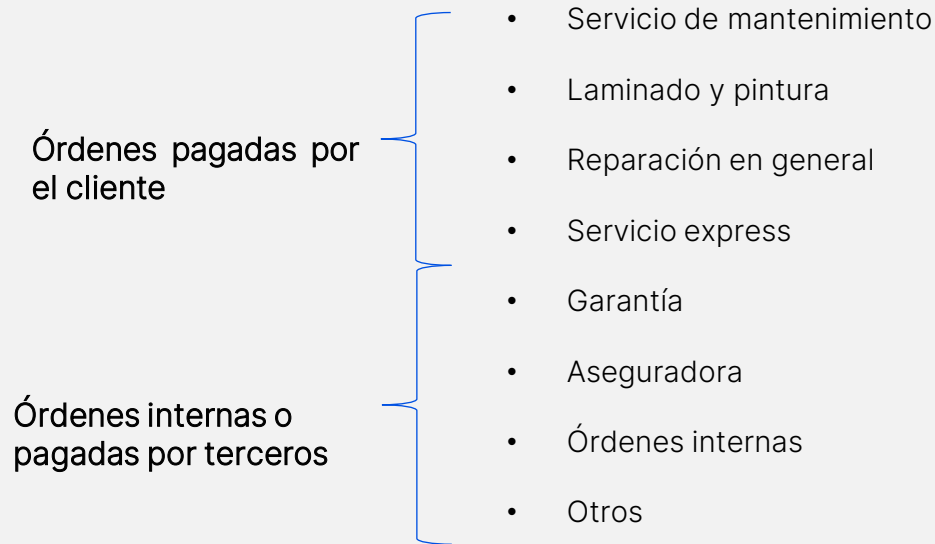 Órdenes pagadas por
el cliente
• Servicio de mantenimiento
• Laminado y pintura
• Reparación en general
• Servicio express
Órdenes internas o
pagadas por terceros
• Garantía
• Aseguradora
• Órdenes internas
• Otros